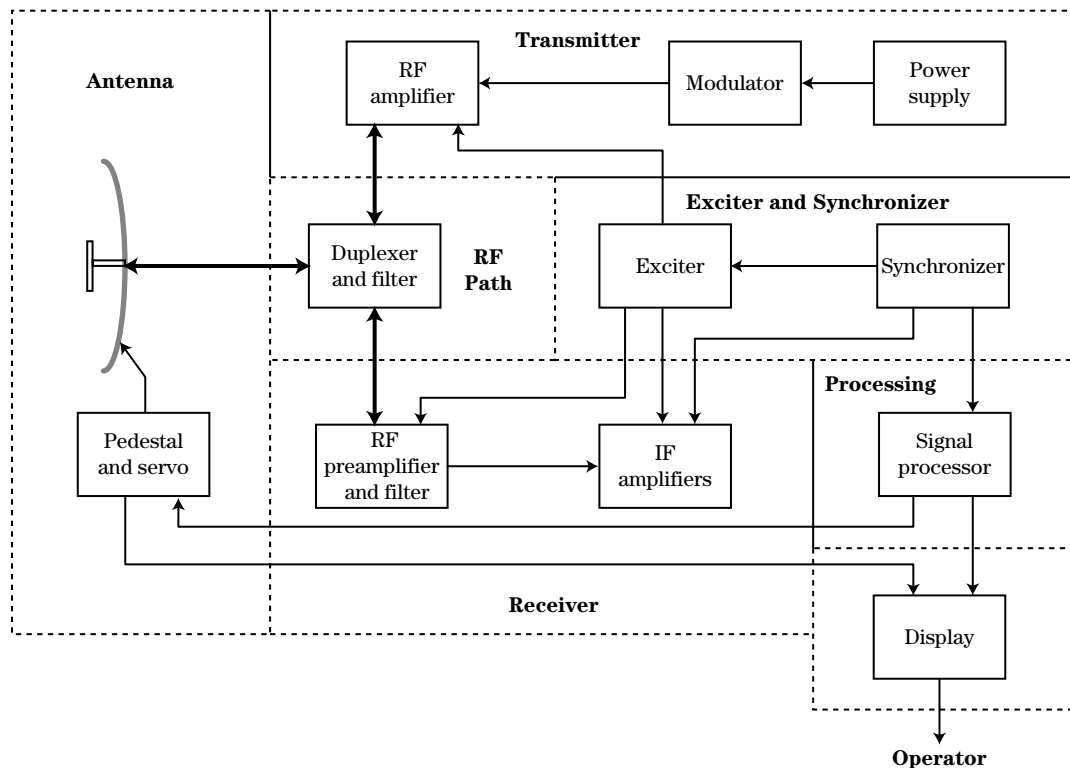 Transmitter
Antenna
RF
amplifier
Modulator
Power
supply
Exciter and Synchronizer
Duplexer
and filter
RF
Path
Exciter
Synchronizer
Processing
Pedestal
and servo
RF
preamplifier
and filter
IF
amplifiers
Signal
processor
Receiver
Display
Operator